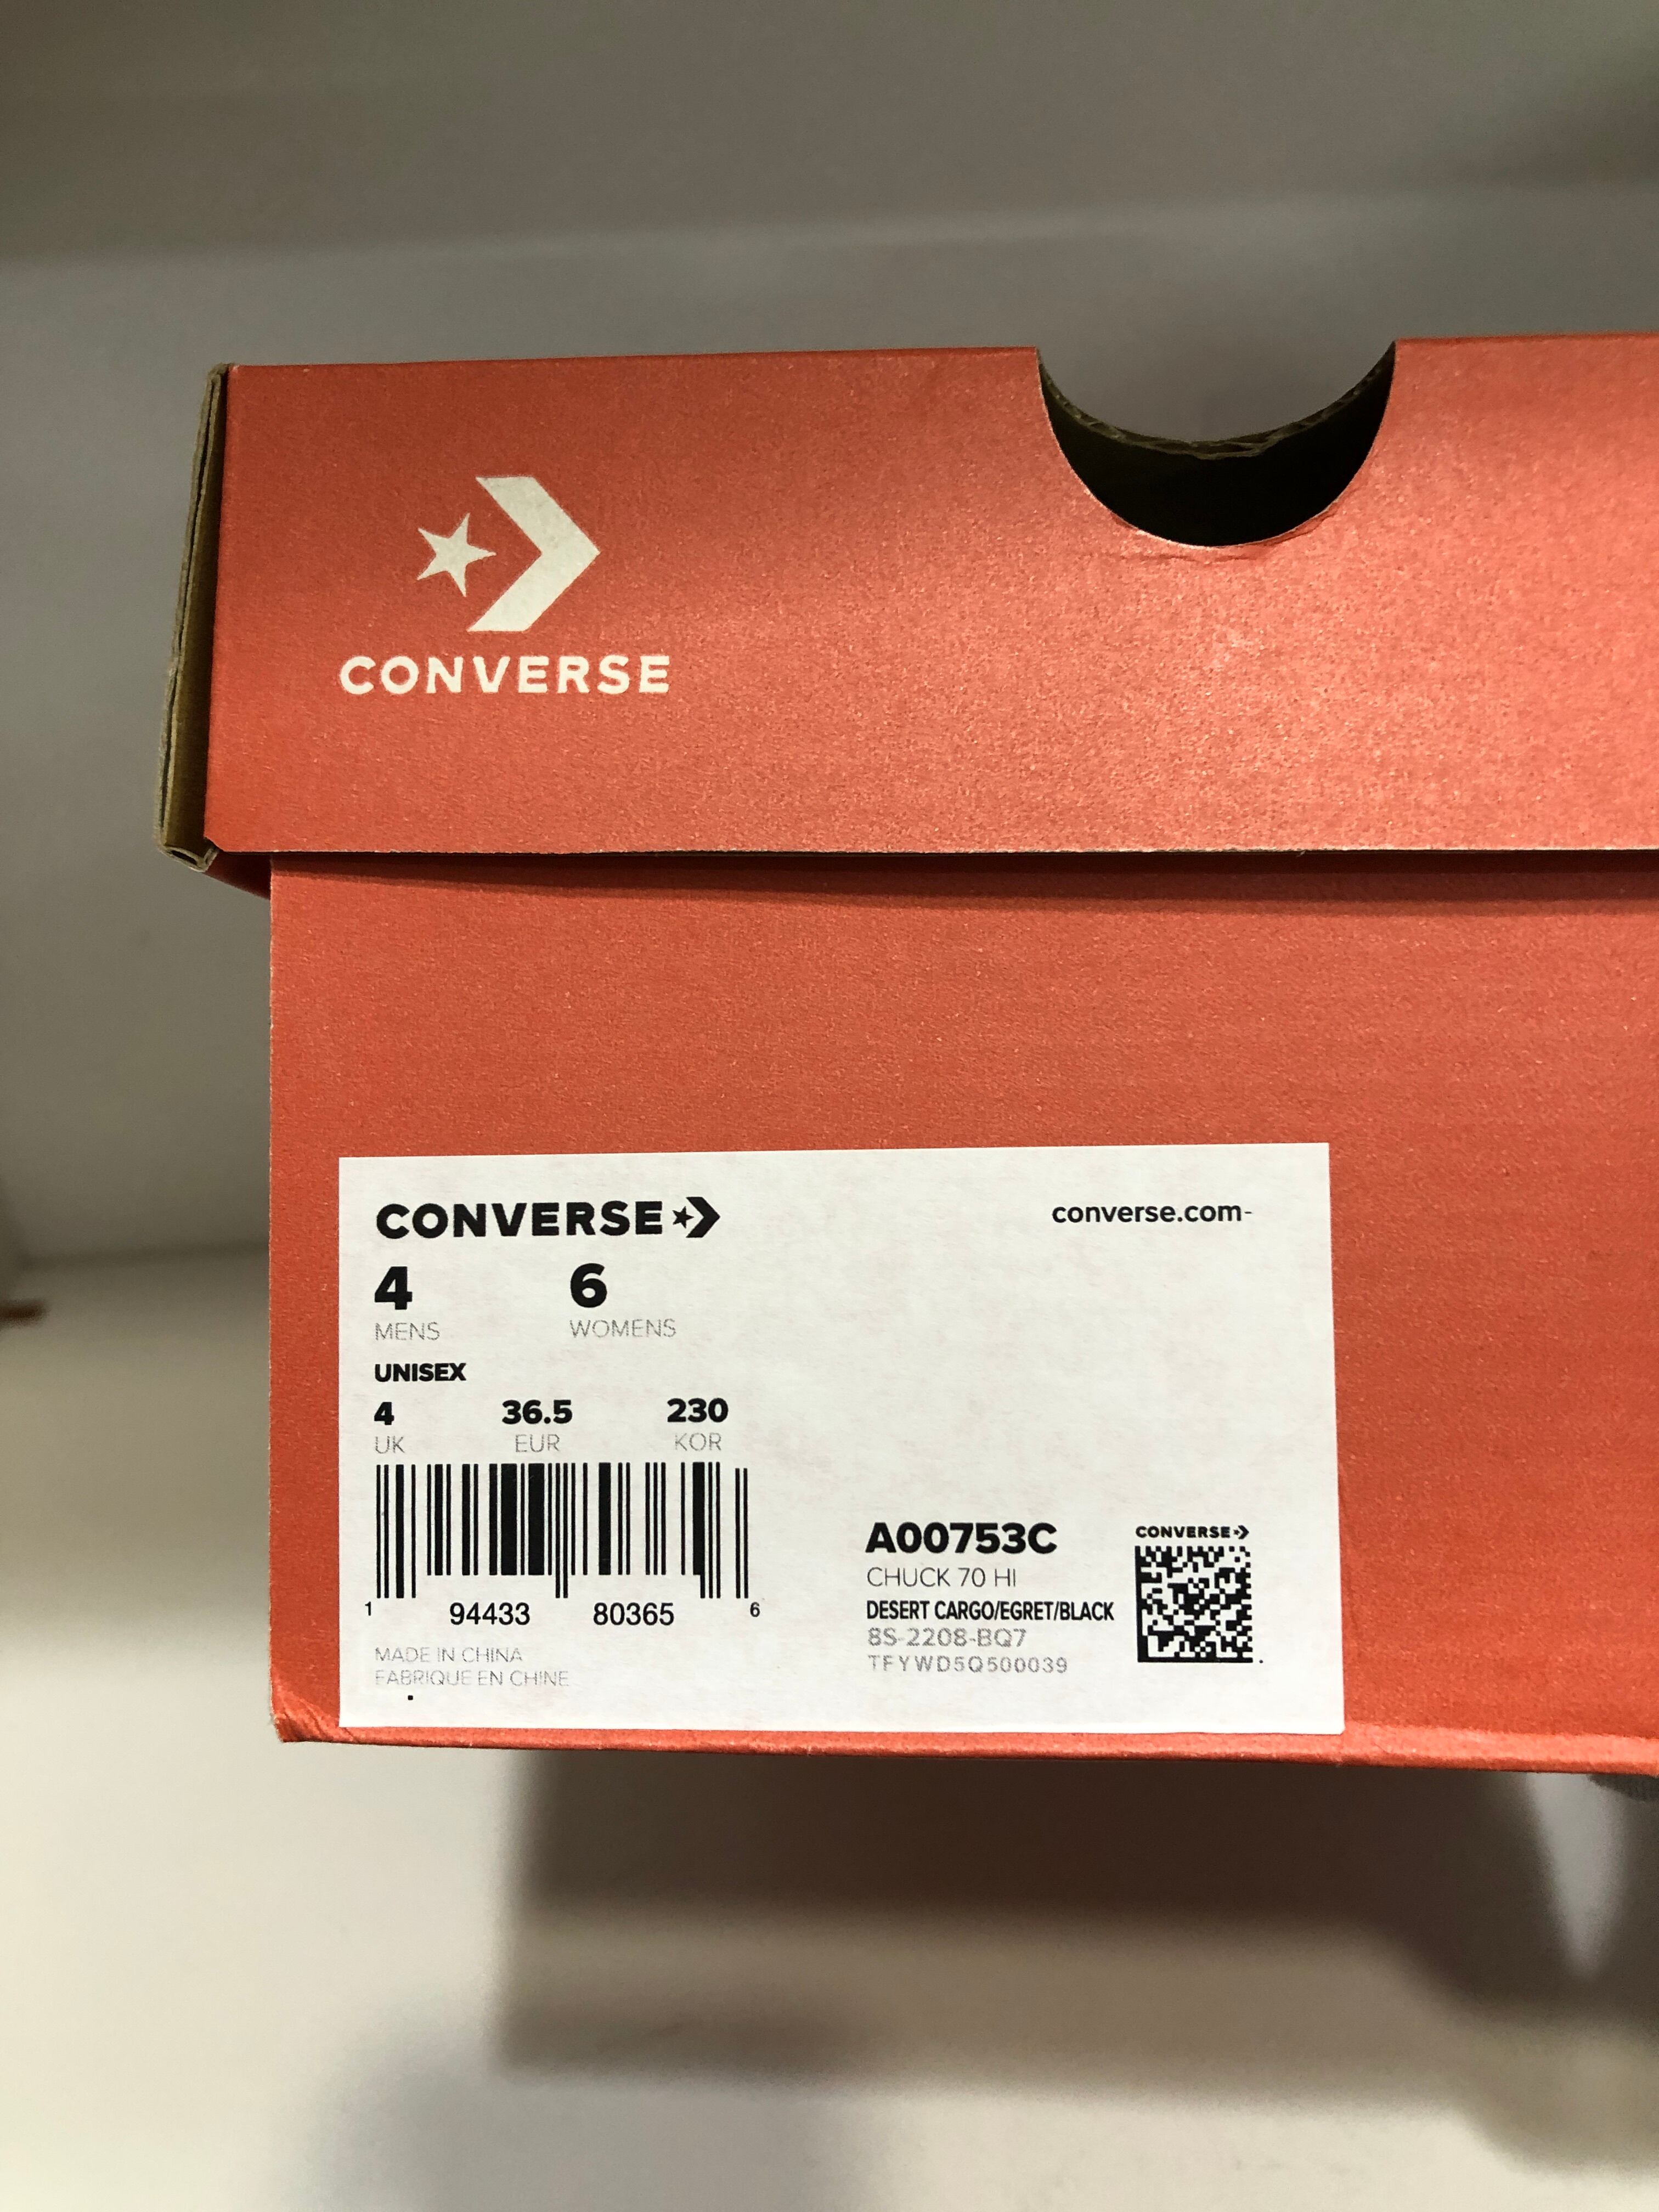 CONVERSE
CONVERSE converse.com-
4 6
MENS WOMENS
UNISEX
4 36.5 230
UK EUR KOR
1 94433 80365 6
MADE IN CHINA
FABRIQUE EN CHINE
A00753C
CHUCK 70 HI
DESERT CARGO/EGRET/BLACK
8S-2208-BQ7
TFYWD5Q500039
CONVERSE